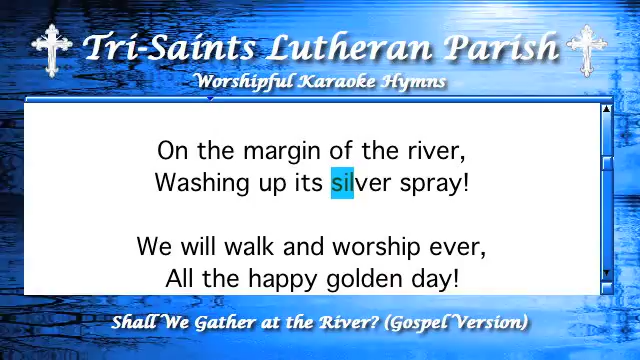 Tri-Saints Lutheran Parish
Worshipful Karaoke Hymns
On the margin of the river,
Washing up its silver spray!
We will walk and worship ever,
All the happy golden day!
Shall We Gather at the River? (Gospel Version)